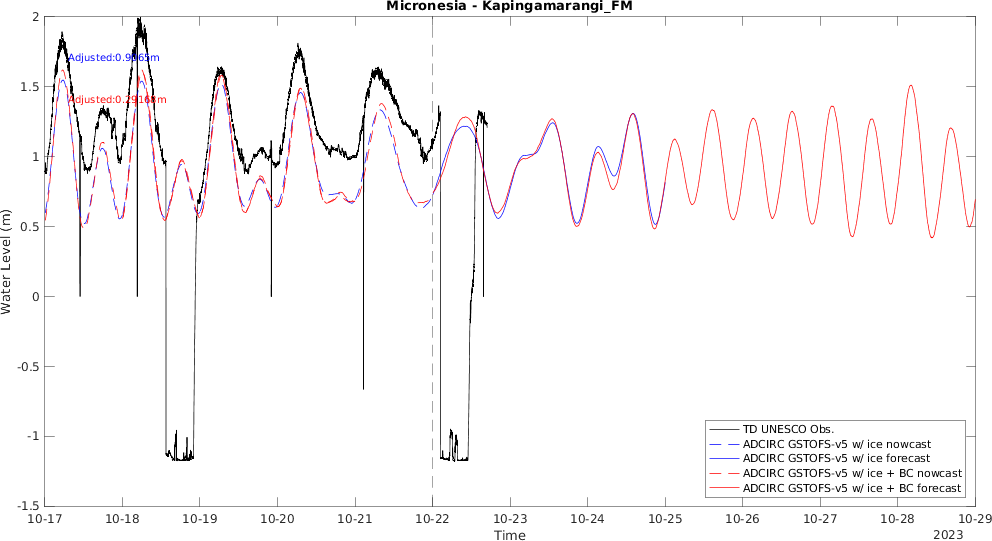 Micronesia - Kapingamarangi_FM
Water Level (m)
2
1.5
1
0.5
0
-0.5
-1
-1.5
Adjusted:0.9065m
Adjusted:0.29168m
TD UNESCO Obs.
ADCIRC GSTOFS-v5 w/ ice nowcast
ADCIRC GSTOFS-v5 w/ ice forecast
ADCIRC GSTOFS-v5 w/ ice + BC nowcast
ADCIRC GSTOFS-v5 w/ ice + BC forecast
10-17 10-18 10-19 10-20 10-21 10-22 10-23 10-24 10-25 10-26 10-27 10-28 10-29
Time
2023